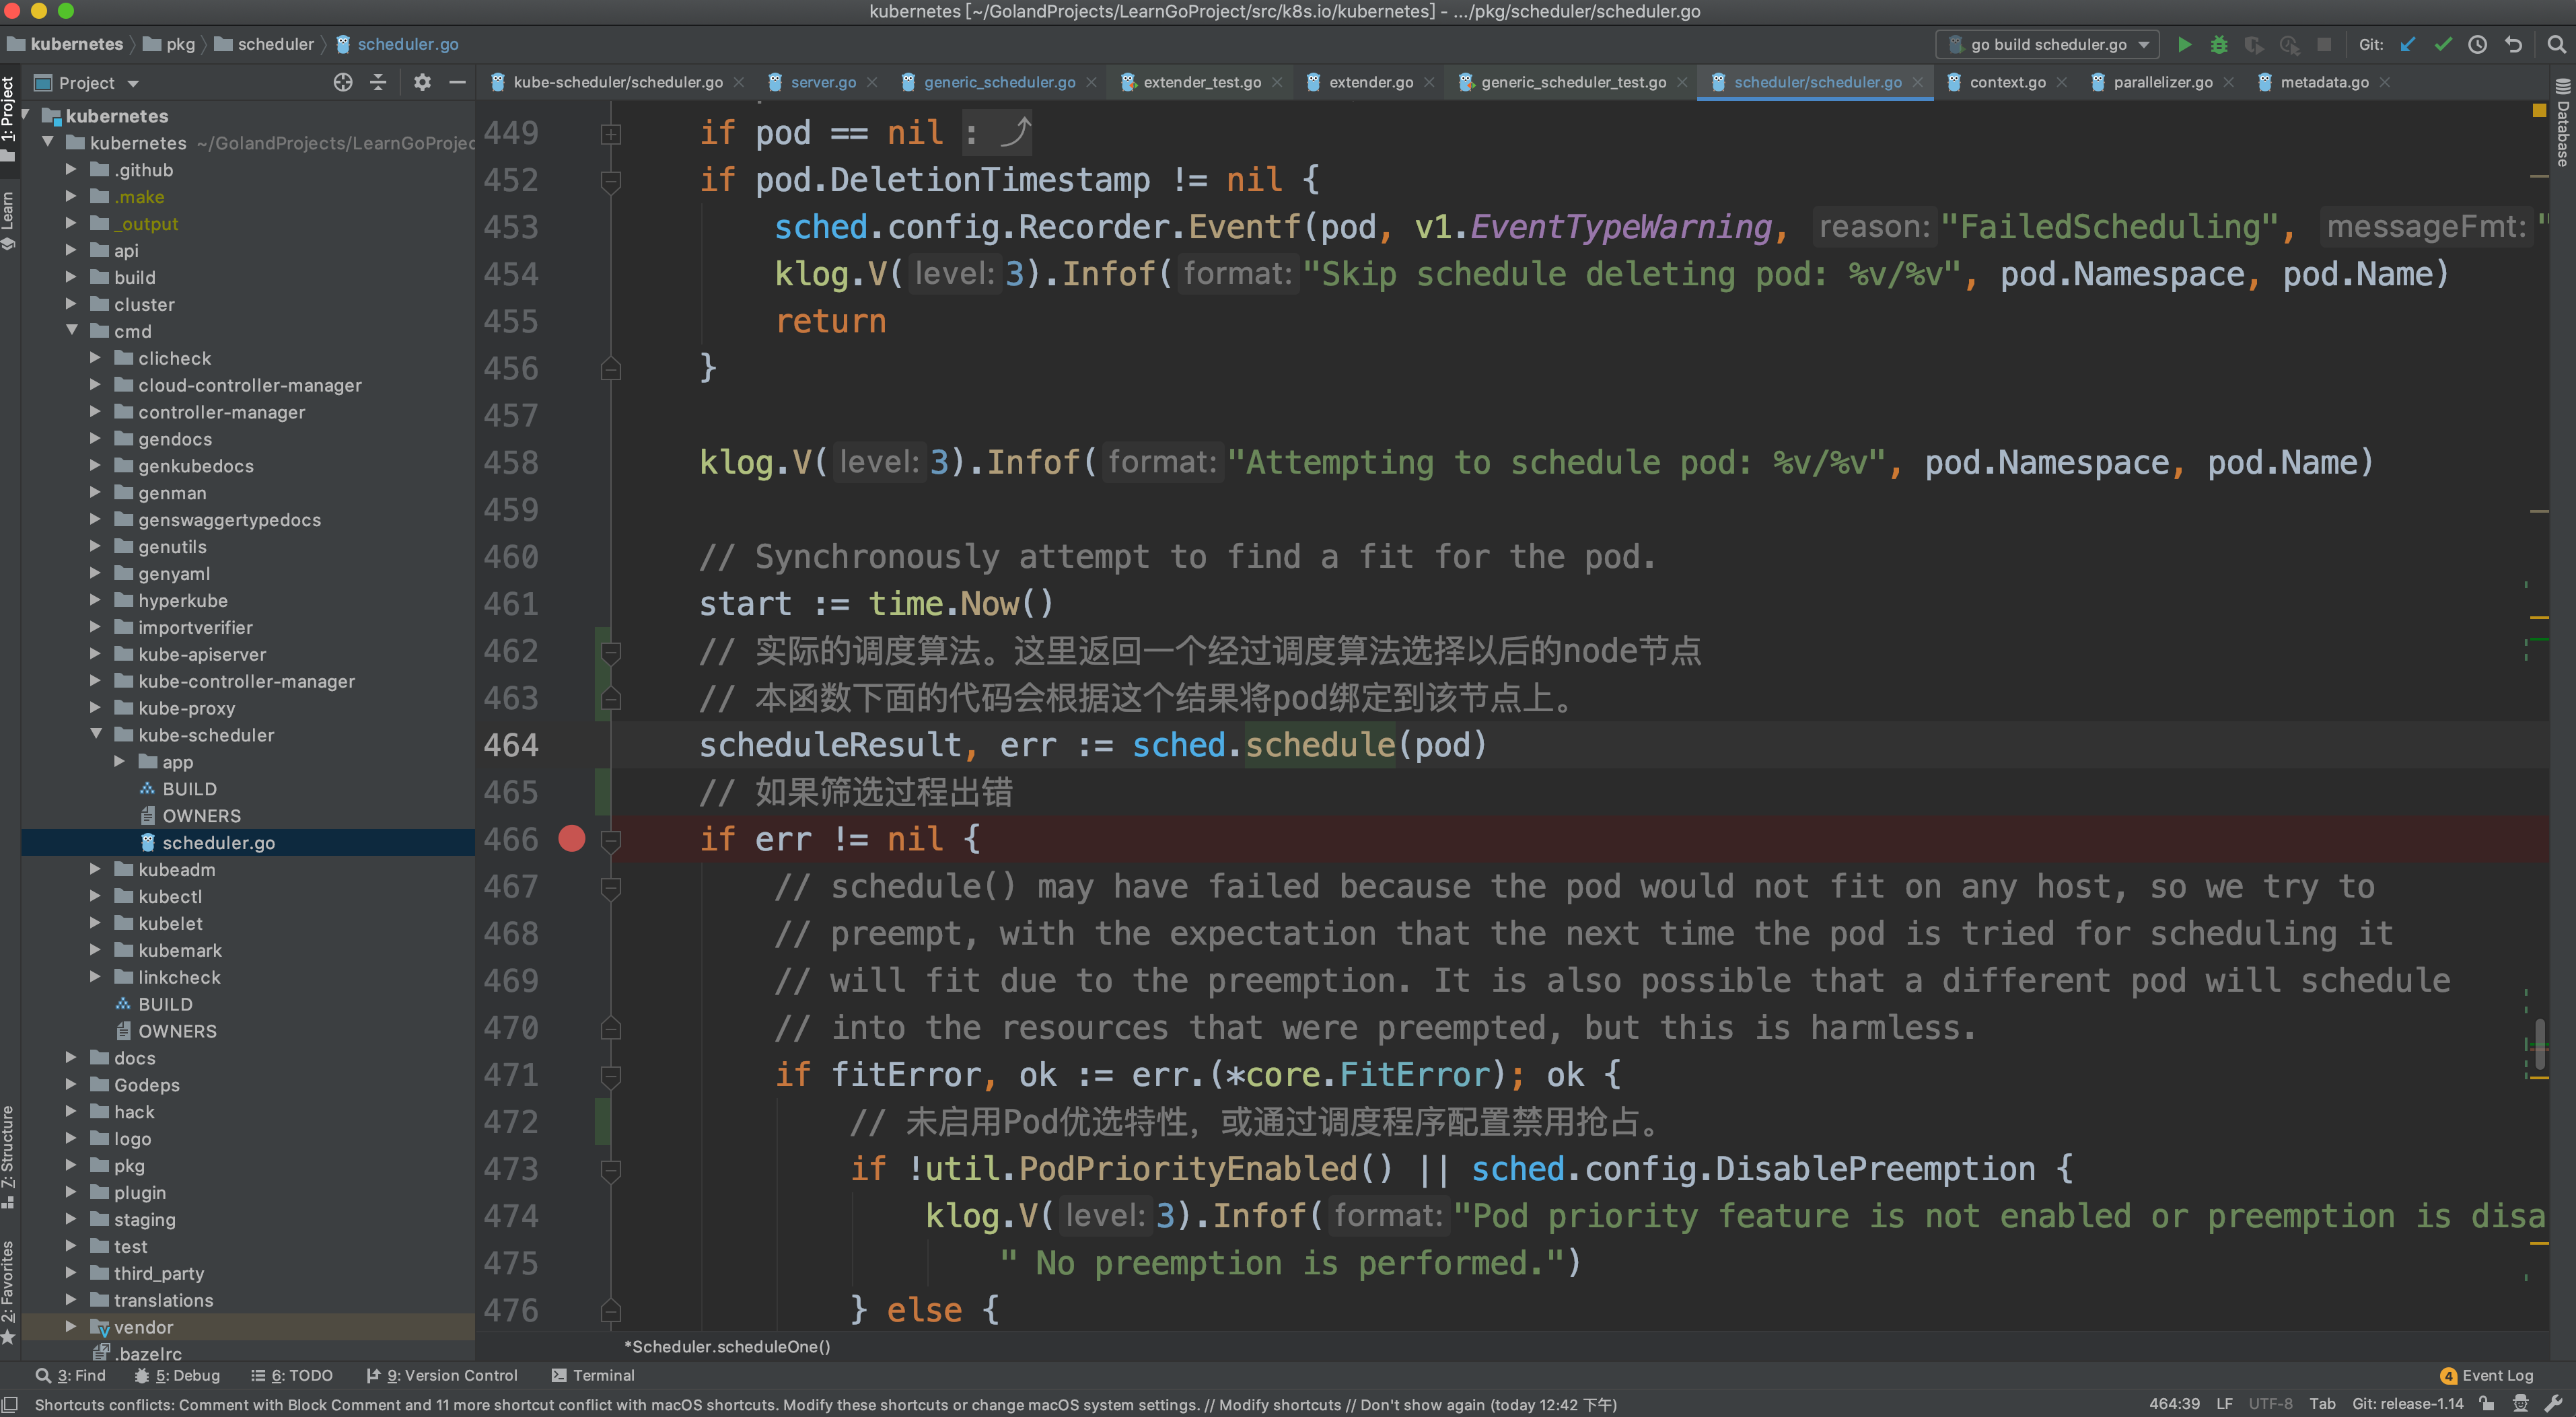 kubernetes [~/GolandProjects/LearnGoProject/src/k8s.io/kubernetes] - .../pkg/scheduler/scheduler.go
kubernetes pkg scheduler scheduler.go
go build scheduler.go Git:
Project
kube-scheduler/scheduler.go server.go generic_scheduler.go extender_test.go extender.go generic_scheduler_test.go scheduler/scheduler.go context.go parallelizer.go metadata.go
1: Project
Learn
7: Structure
2: Favorites
Database
kubernetes
kubernetes ~/GolandProjects/LearnGoProjec
.github
.make
_output
api
build
cluster
cmd
clicheck
cloud-controller-manager
controller-manager
gendocs
genkubedocs
genman
genswaggertypedocs
genutils
genyaml
hyperkube
importverifier
kube-apiserver
kube-controller-manager
kube-proxy
kube-scheduler
app
BUILD
OWNERS
scheduler.go
kubeadm
kubectl
kubelet
kubemark
linkcheck
BUILD
OWNERS
docs
Godeps
hack
logo
pkg
plugin
staging
test
third_party
translations
vendor
.bazelrc
449 if pod == nil :
452 if pod.DeletionTimestamp != nil {
453 sched.config.Recorder.Eventf(pod, v1.EventTypeWarning, reason: "FailedScheduling", messageFmt: "
454 klog.V( level: 3).Infof( format: "Skip schedule deleting pod: %v/%v", pod.Namespace, pod.Name)
455 return
456 }
457
458 klog.V( level: 3).Infof( format: "Attempting to schedule pod: %v/%v", pod.Namespace, pod.Name)
459
460 // Synchronously attempt to find a fit for the pod.
461 start := time.Now()
462 // 实际的调度算法。这里返回一个经过调度算法选择以后的node节点
463 // 本函数下面的代码会根据这个结果将pod绑定到该节点上。
464 scheduleResult, err := sched.schedule(pod)
465 // 如果筛选过程出错
466 if err != nil {
467 // schedule() may have failed because the pod would not fit on any host, so we try to
468 // preempt, with the expectation that the next time the pod is tried for scheduling it
469 // will fit due to the preemption. It is also possible that a different pod will schedule
470 // into the resources that were preempted, but this is harmless.
471 if fitError, ok := err.(*core.FitError); ok {
472 // 未启用Pod优选特性，或通过调度程序配置禁用抢占。
473 if !util.PodPriorityEnabled() || sched.config.DisablePreemption {
474 klog.V( level: 3).Infof( format: "Pod priority feature is not enabled or preemption is disa
475 " No preemption is performed.")
476 } else {
*Scheduler.scheduleOne()
3: Find 5: Debug 6: TODO 9: Version Control Terminal 4 Event Log
Shortcuts conflicts: Comment with Block Comment and 11 more shortcut conflict with macOS shortcuts. Modify these shortcuts or change macOS system settings. // Modify shortcuts // Don't show again (today 12:42 下午) 464:39 LF UTF-8 Tab Git: release-1.14